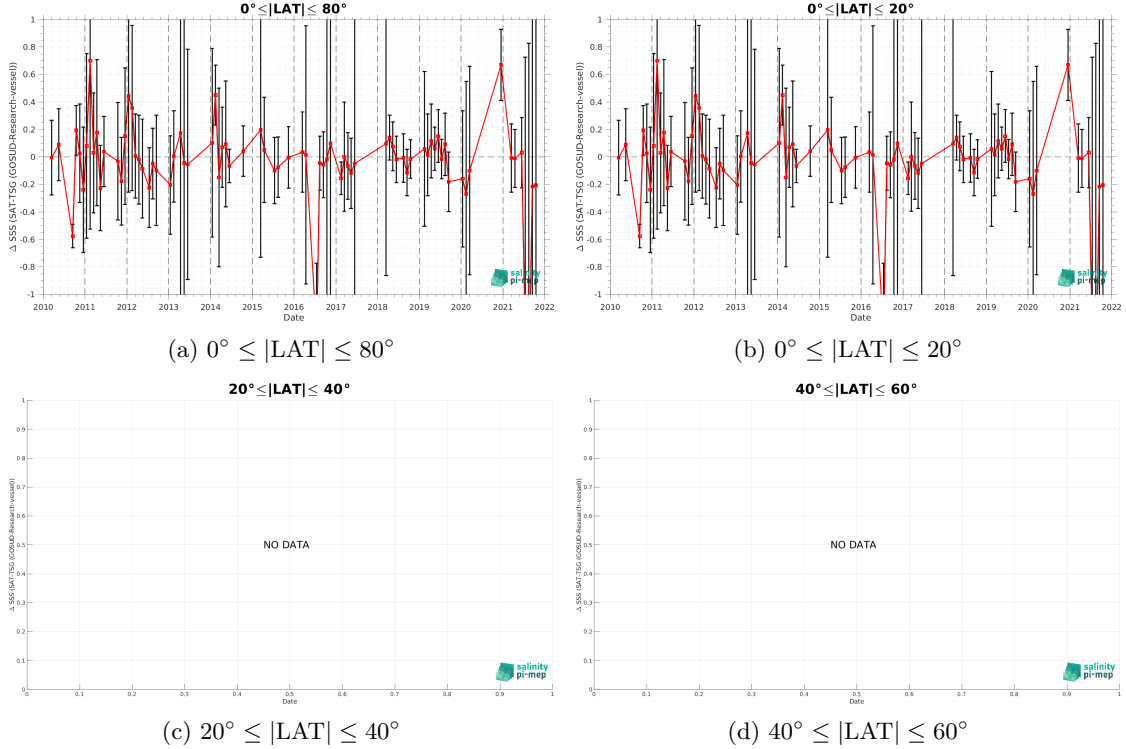 0°≤|LAT|≤ 80°
Δ SSS (SAT-TSG (GOSUD-Research-vessel))
1
0.8
0.6
0.4
0.2
0
-0.2
-0.4
-0.6
-0.8
-1
2010 2011 2012 2013 2014 2015 2016 2017 2018 2019 2020 2021 2022
Date
salinity
pi-mep
(a) 0° ≤ |LAT| ≤ 80°
0°≤|LAT|≤ 20°
Δ SSS (SAT-TSG (GOSUD-Research-vessel))
1
0.8
0.6
0.4
0.2
0
-0.2
-0.4
-0.6
-0.8
-1
2010 2011 2012 2013 2014 2015 2016 2017 2018 2019 2020 2021 2022
Date
salinity
pi-mep
(b) 0° ≤ |LAT| ≤ 20°
20°≤|LAT|≤ 40°
Δ SSS (SAT-TSG (GOSUD-Research-vessel))
1
0.9
0.8
0.7
0.6
0.5
0.4
0.3
0.2
0.1
0
NO DATA
0 0.1 0.2 0.3 0.4 0.5 0.6 0.7 0.8 0.9 1
Date
salinity
pi-mep
(c) 20° ≤ |LAT| ≤ 40°
40°≤|LAT|≤ 60°
Δ SSS (SAT-TSG (GOSUD-Research-vessel))
1
0.9
0.8
0.7
0.6
0.5
0.4
0.3
0.2
0.1
0
NO DATA
0 0.1 0.2 0.3 0.4 0.5 0.6 0.7 0.8 0.9 1
Date
salinity
pi-mep
(d) 40° ≤ |LAT| ≤ 60°